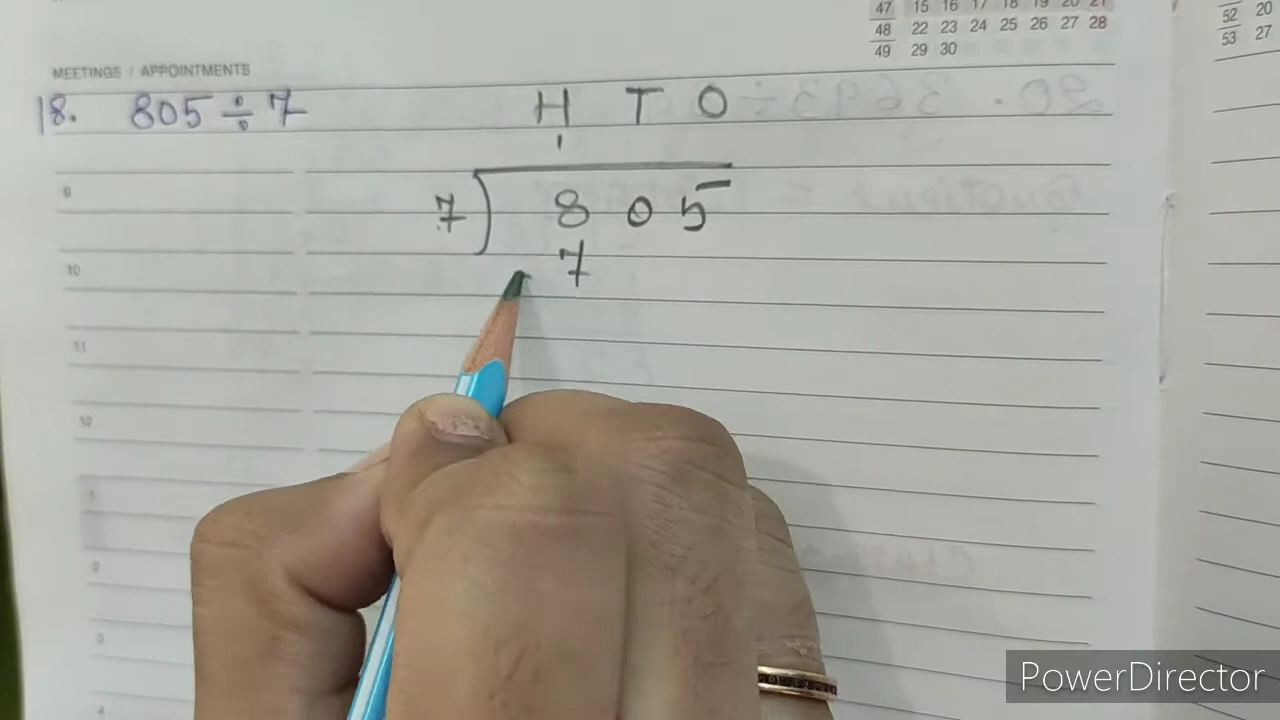 47 15 16 17 18 19 20 21
48 22 23 24 25 26 27 28
49 29 30
52 20
53 27
MEETINGS / APPOINTMENTS
18. 805 ÷ 7
H T O
1
7) 805
7
9
10
11
12
PowerDirector